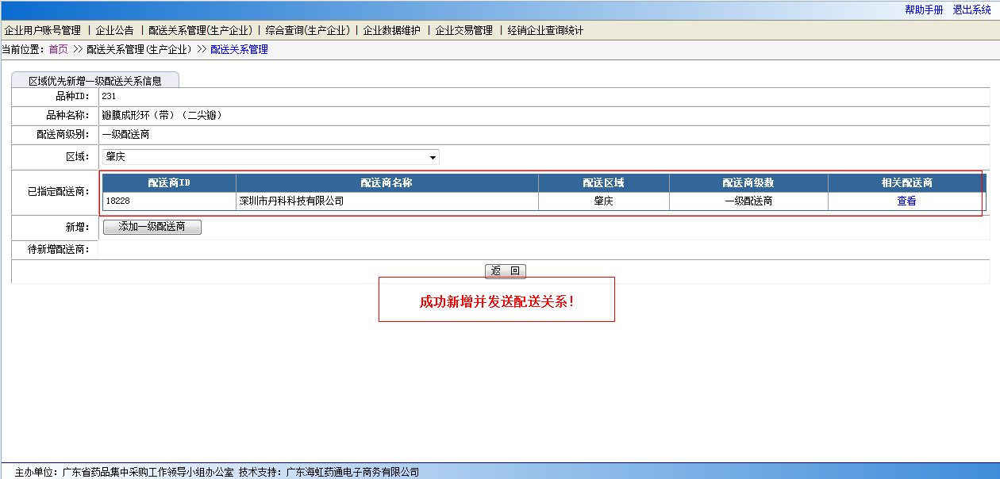 帮助手册 退出系统
企业用户账号管理 | 企业公告 | 配送关系管理(生产企业) | 综合查询(生产企业) | 企业数据维护 | 企业交易管理 | 经销企业查询统计
当前位置: 首页 >> 配送关系管理(生产企业) >> 配送关系管理
区域优先新增一级配送关系信息
品种ID: 231
品种名称: 瓣膜成形环（带）（二尖瓣）
配送商级别: 一级配送商
区域: 肇庆
已指定配送商:
配送商ID 配送商名称 配送区域 配送商级数 相关配送商
18228 深圳市丹科科技有限公司 肇庆 一级配送商 查看
新增: 添加一级配送商
待新增配送商:
返 回
成功新增并发送配送关系!
主办单位: 广东省药品集中采购工作领导小组办公室 技术支持: 广东海虹药通电子商务有限公司